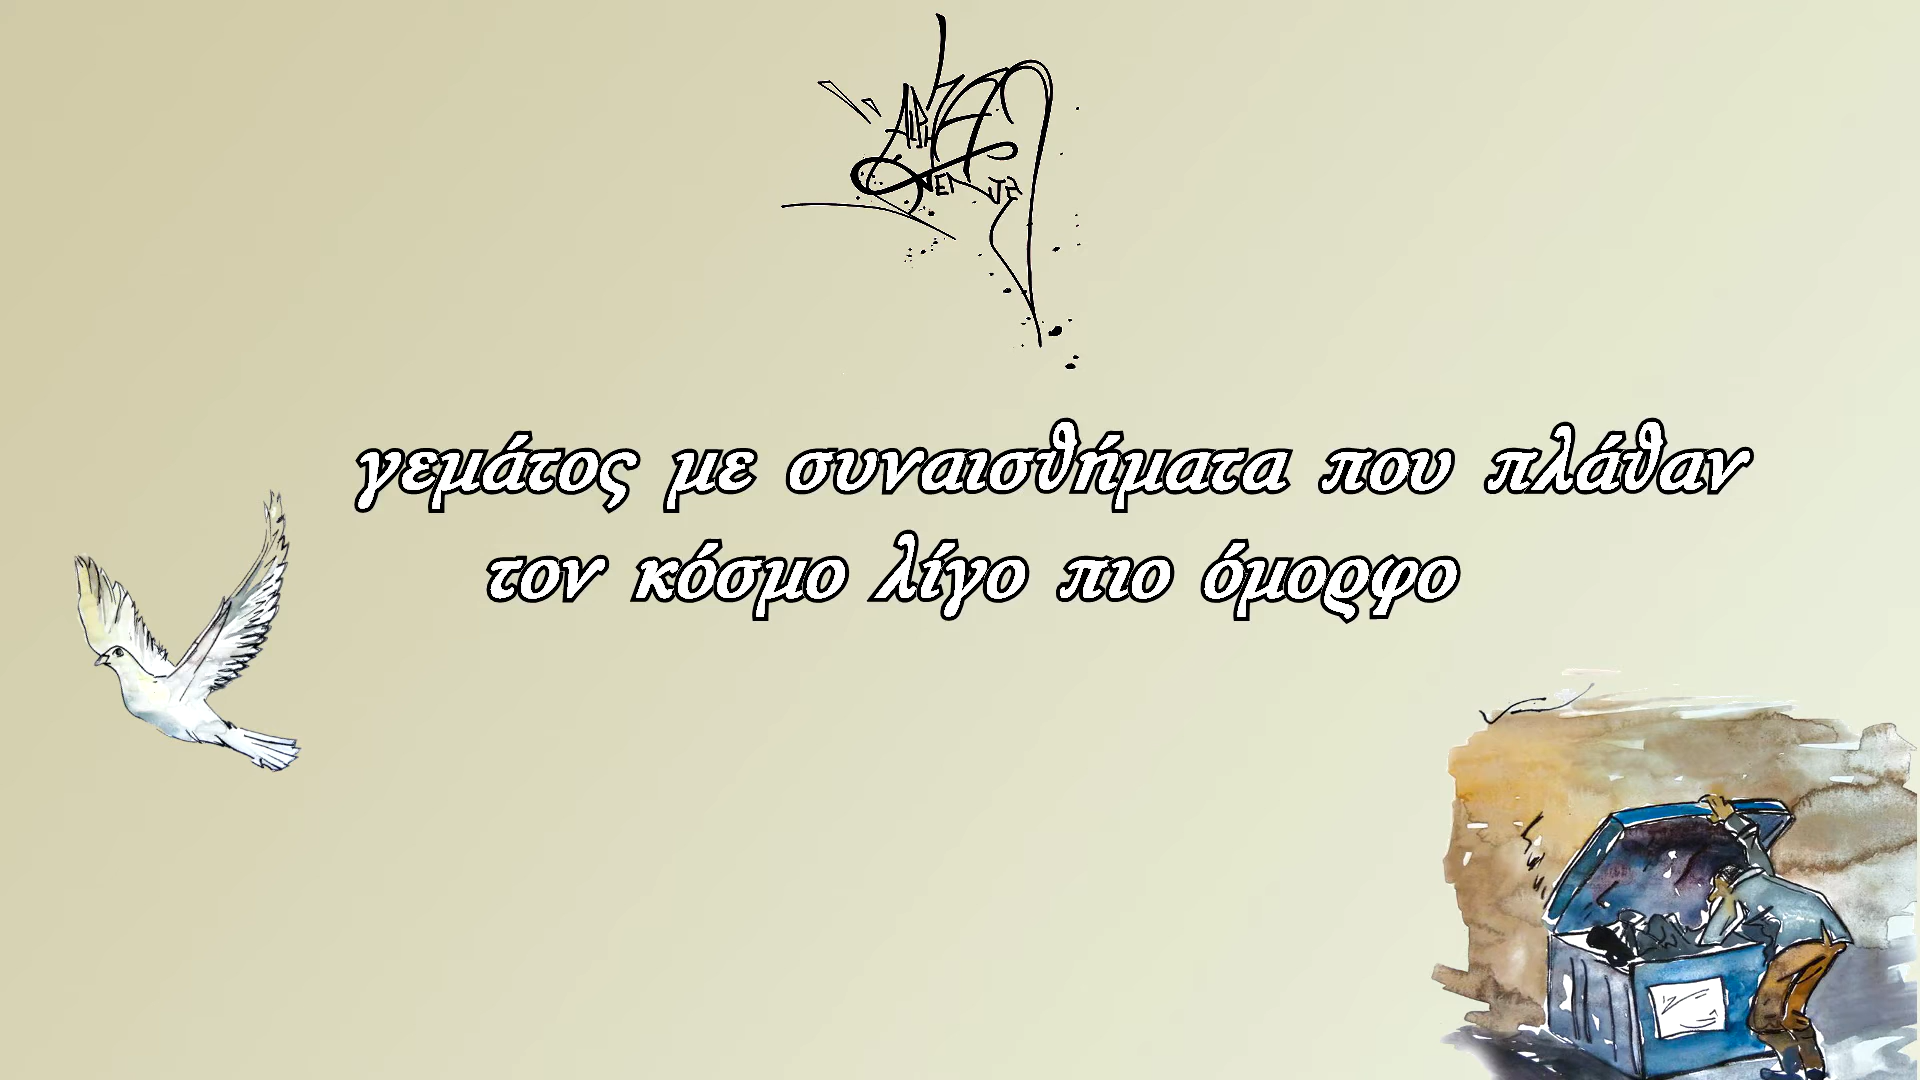 γεμάτος με συναισθήματα που πλάθαν
τον κόσμο λίγο πιο όμορφο